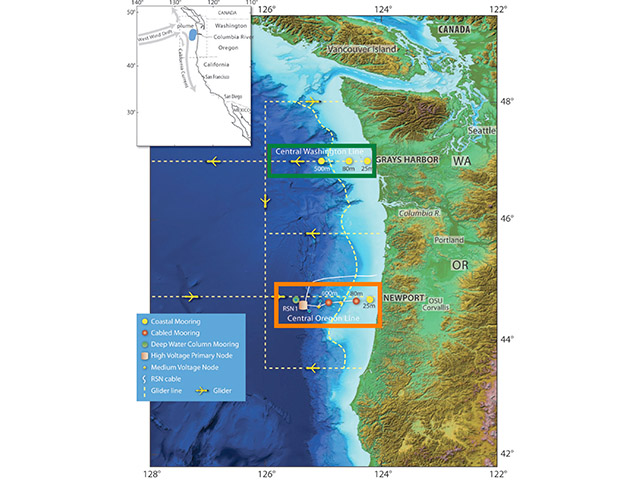 140°
130°
120°
110°
CANADA
plume
Washington
Columbia River
Oregon
West Wind Drift
California Current
California
San Francisco
San Diego
MEXICO
50°
40°
30°
126°
124°
122°
CANADA
Vancouver Island
48°
Seattle
Central Washington Line
GRAYS HARBOR
WA
500m
80m
25m
Columbia R.
46°
Portland
OR
800m
80m
NEWPORT
OSU
Corvallis
RSN1
25m
Central Oregon Line
Coastal Mooring
Cabled Mooring
Deep Water Column Mooring
High Voltage Primary Node
Medium Voltage Node
RSN cable
Glider line
Glider
44°
42°
128°
126°
124°
122°